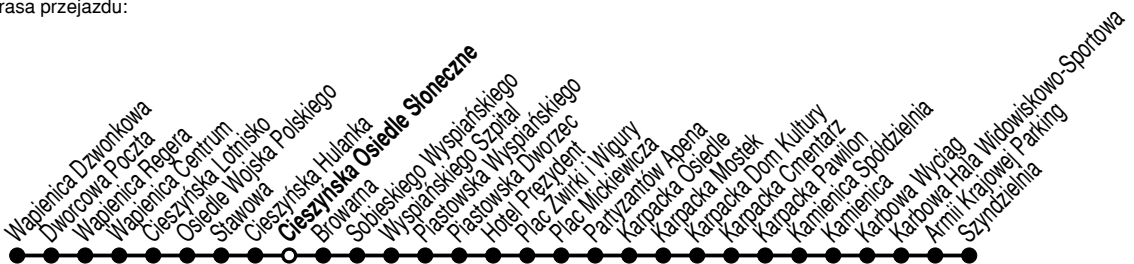 rasa przejazdu:
Wapienica Dzwonkowa
Dworcowa Poczta
Wapienica Regera
Wapienica Centrum
Cieszyńska Lotnisko
Osiedle Wojska Polskiego
Stawowa
Cieszyńska Hulanka
Cieszyńska Osiedle Słoneczne
Browarna
Sobieskiego Wyspiańskiego
Wyspiańskiego Szpital
Piastowska Wyspiańskiego
Piastowska Dworzec
Hotel Prezydent
Plac Żwirki i Wigury
Plac Mickiewicza
Partyzantów Apena
Karpacka Osiedle
Karpacka Mostek
Karpacka Dom Kultury
Karpacka Cmentarz
Karpacka Pawilon
Kamienica Spółdzielnia
Kamienica
Karbowa Wyciąg
Karbowa Hala Widowiskowo-Sportowa
Armii Krajowej Parking
Szyndzielnia